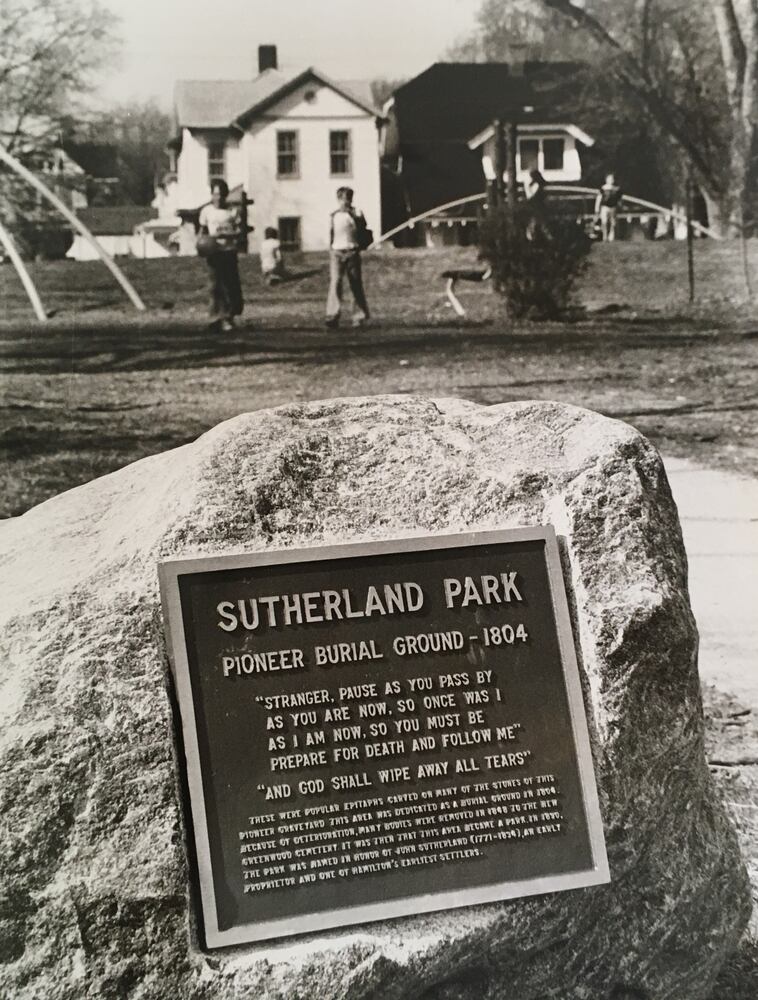 SUTHERLAND PARK
PIONEER BURIAL GROUND - 1804
"STRANGER, PAUSE AS YOU PASS BY
AS YOU ARE NOW, SO ONCE WAS I
AS I AM NOW, SO YOU MUST BE
PREPARE FOR DEATH AND FOLLOW ME"
"AND GOD SHALL WIPE AWAY ALL TEARS"
THESE WERE POPULAR EPITAPHS CARVED ON MANY OF THE STONES OF THIS
PIONEER GRAVEYARD THIS AREA WAS DEDICATED AS A BURIAL GROUND IN 1804.
BECAUSE OF DETERIORATION, MANY BODIES WERE REMOVED IN 1848 TO THE NEW
GREENWOOD CEMETERY IT WAS THEN THAT THIS AREA BECAME A PARK. IN 1890,
THE PARK WAS NAMED IN HONOR OF JOHN SUTHERLAND (1771-1834), AN EARLY
PROPRIETOR AND ONE OF HAMILTON'S EARLIEST SETTLERS.